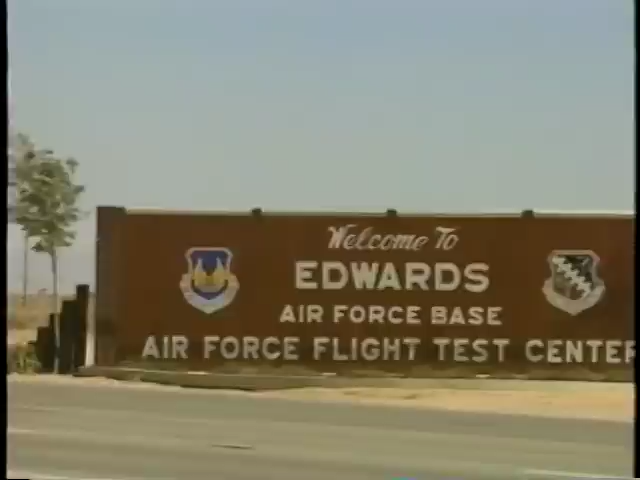 Welcome To
EDWARDS
AIR FORCE BASE
AIR FORCE FLIGHT TEST CENTER